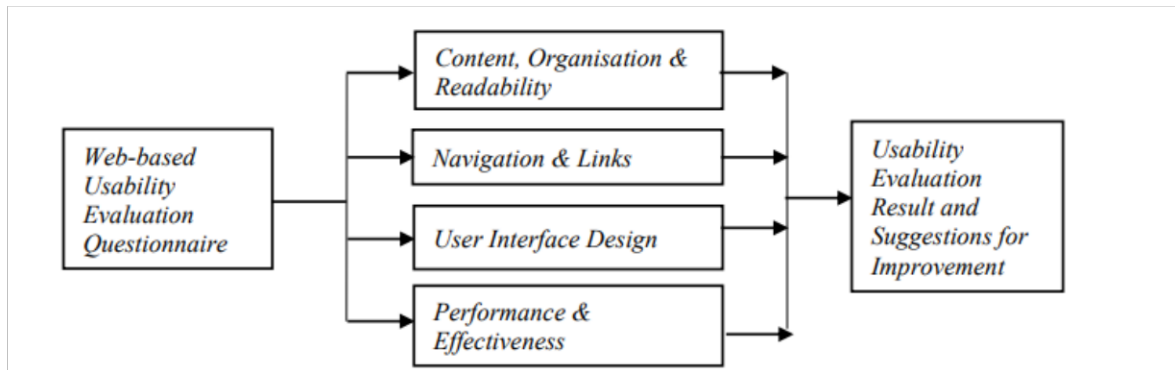 Web-based
Usability
Evaluation
Questionnaire
Content, Organisation &
Readability
Navigation & Links
User Interface Design
Performance &
Effectiveness
Usability
Evaluation
Result and
Suggestions for
Improvement